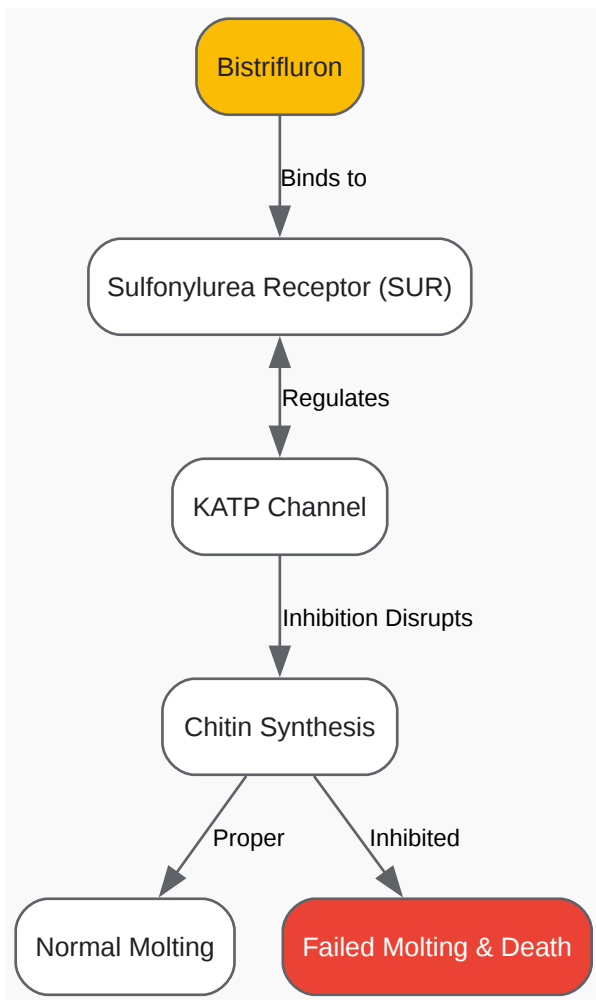 Bistrifluron
Binds to
Sulfonylurea Receptor (SUR)
Regulates
KATP Channel
Inhibition Disrupts
Chitin Synthesis
Proper
Inhibited
Normal Molting
Failed Molting & Death